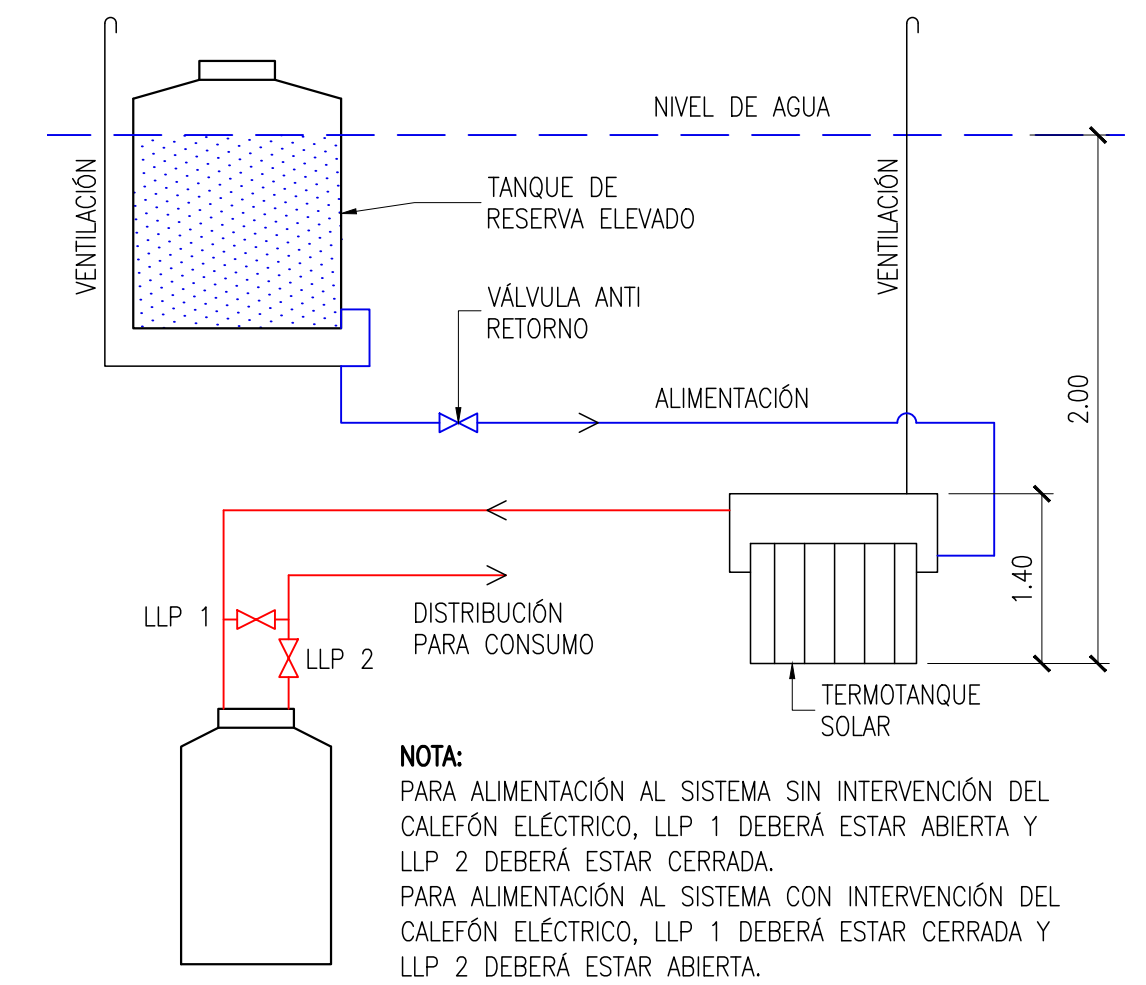 NIVEL DE AGUA
VENTILACIÓN
VENTILACIÓN
TANQUE DE
RESERVA ELEVADO
VÁLVULA ANTI
RETORNO
ALIMENTACIÓN
2.00
1.40
LLP 1
DISTRIBUCIÓN
PARA CONSUMO
LLP 2
TERMOTANQUE
SOLAR
NOTA:
PARA ALIMENTACIÓN AL SISTEMA SIN INTERVENCIÓN DEL
CALEFÓN ELÉCTRICO, LLP 1 DEBERÁ ESTAR ABIERTA Y
LLP 2 DEBERÁ ESTAR CERRADA.
PARA ALIMENTACIÓN AL SISTEMA CON INTERVENCIÓN DEL
CALEFÓN ELÉCTRICO, LLP 1 DEBERÁ ESTAR CERRADA Y
LLP 2 DEBERÁ ESTAR ABIERTA.